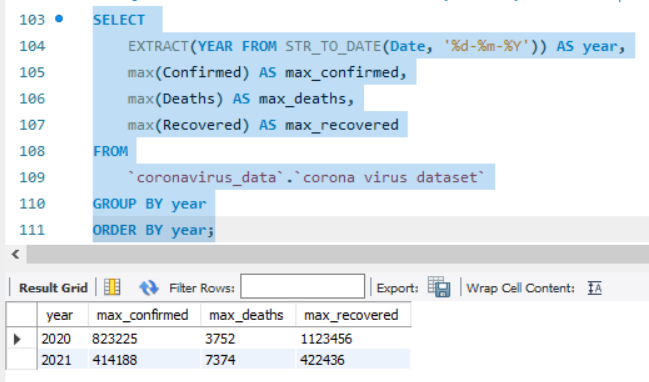 103 SELECT
104 EXTRACT(YEAR FROM STR_TO_DATE(Date, '%d-%m-%Y')) AS year,
105 max(Confirmed) AS max_confirmed,
106 max(Deaths) AS max_deaths,
107 max(Recovered) AS max_recovered
108 FROM
109 `coronavirus_data`.`corona virus dataset`
110 GROUP BY year
111 ORDER BY year;
Result Grid Filter Rows: Export: Wrap Cell Content: IA
year max_confirmed max_deaths max_recovered
2020 823225 3752 1123456
2021 414188 7374 422436